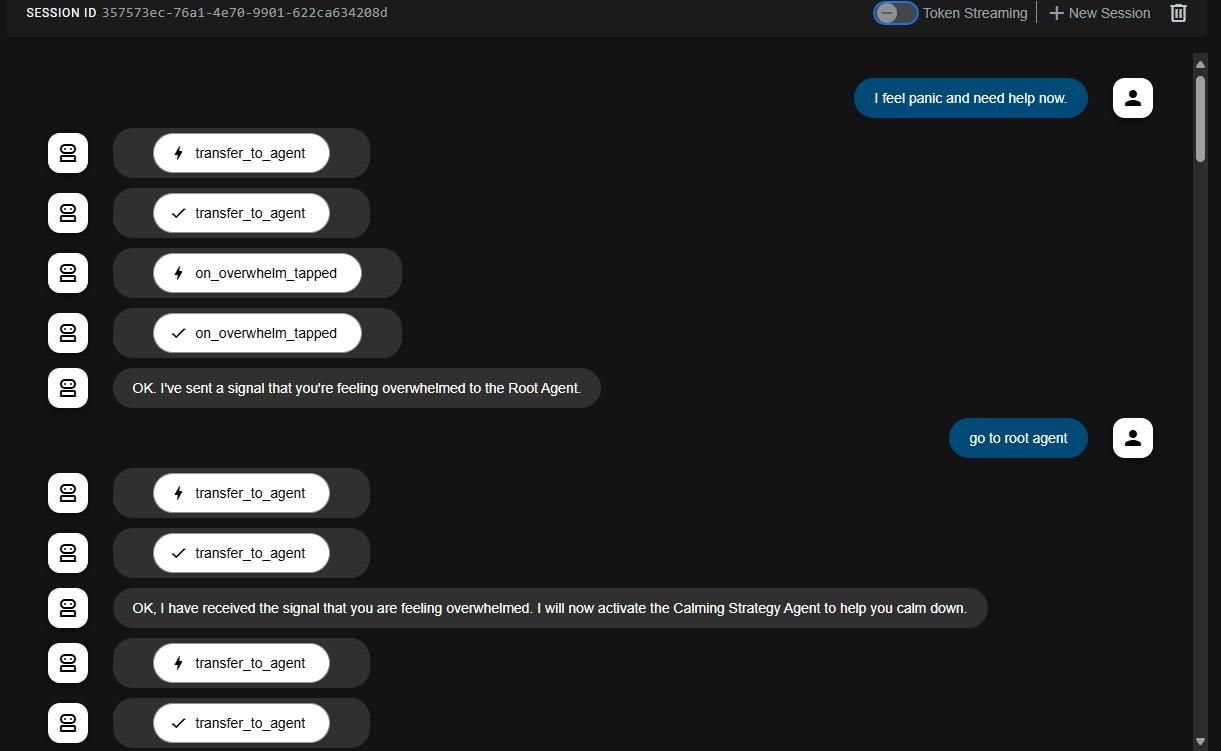 SESSION ID 357573ec-76a1-4e70-9901-622ca634208d Token Streaming New Session
I feel panic and need help now.
transfer_to_agent
transfer_to_agent
on_overwhelm_tapped
on_overwhelm_tapped
OK. I've sent a signal that you're feeling overwhelmed to the Root Agent.
go to root agent
transfer_to_agent
transfer_to_agent
OK, I have received the signal that you are feeling overwhelmed. I will now activate the Calming Strategy Agent to help you calm down.
transfer_to_agent
transfer_to_agent